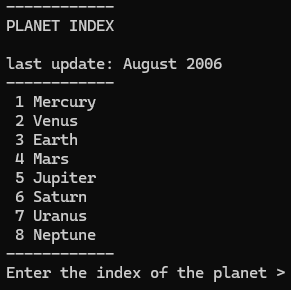 ------------
PLANET INDEX

last update: August 2006
------------
 1 Mercury
 2 Venus
 3 Earth
 4 Mars
 5 Jupiter
 6 Saturn
 7 Uranus
 8 Neptune
------------
Enter the index of the planet >